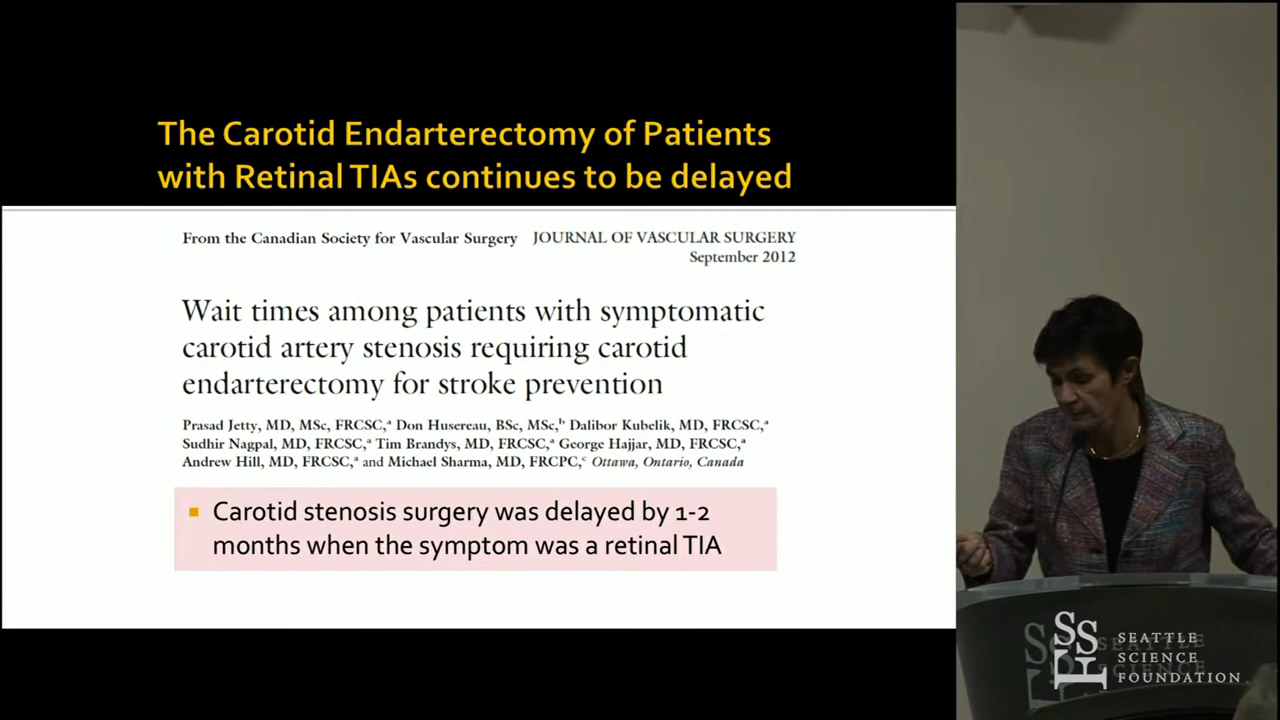 The Carotid Endarterectomy of Patients
with Retinal TIAs continues to be delayed
From the Canadian Society for Vascular Surgery JOURNAL OF VASCULAR SURGERY
September 2012
Wait times among patients with symptomatic
carotid artery stenosis requiring carotid
endarterectomy for stroke prevention
Prasad Jetty, MD, MSc, FRCSC,ᵃ Don Husereau, BSc, MSc,ᵇ Dalibor Kubelik, MD, FRCSC,ᵃ
Sudhir Nagpal, MD, FRCSC,ᵃ Tim Brandys, MD, FRCSC,ᵃ George Hajjar, MD, FRCSC,ᵃ
Andrew Hill, MD, FRCSC,ᵃ and Michael Sharma, MD, FRCPC,ᶜ Ottawa, Ontario, Canada
▪ Carotid stenosis surgery was delayed by 1-2
months when the symptom was a retinal TIA
SSF
SEATTLE
SCIENCE
FOUNDATION